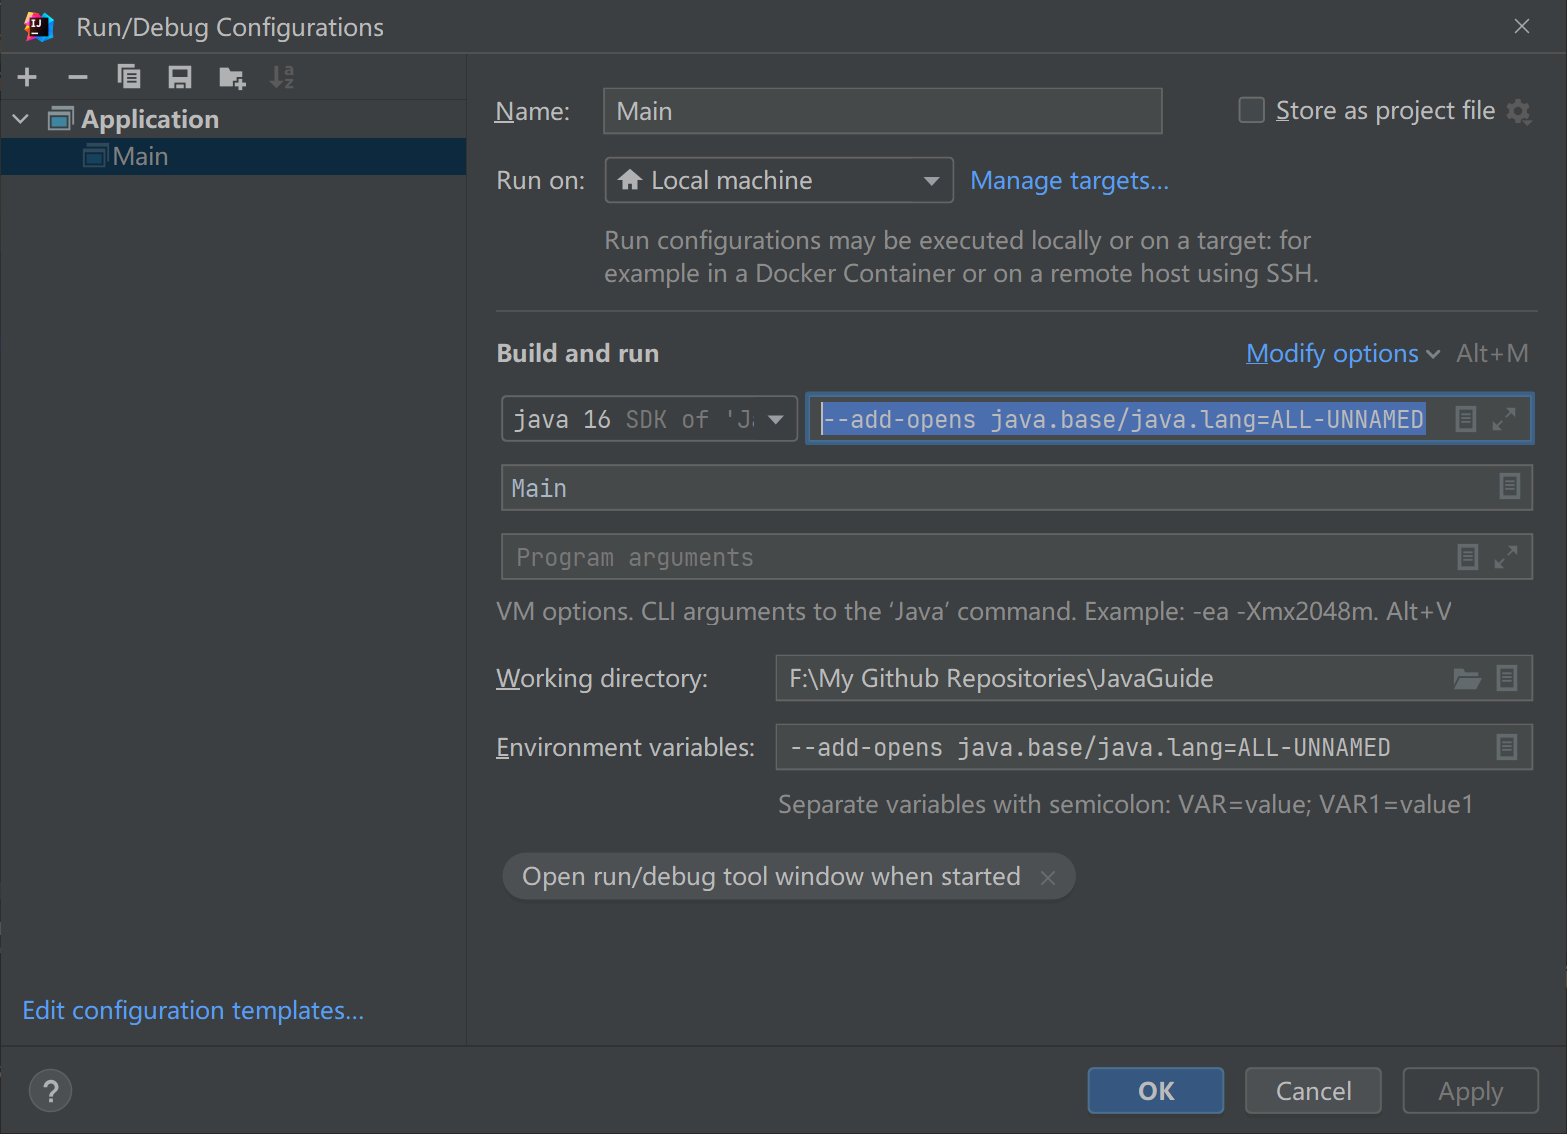 Run/Debug Configurations
Application
Main
Name: Main
Store as project file
Run on: Local machine Manage targets...
Run configurations may be executed locally or on a target: for
example in a Docker Container or on a remote host using SSH.
Build and run
Modify options Alt+M
java 16 SDK of 'Ja
--add-opens java.base/java.lang=ALL-UNNAMED
Main
Program arguments
VM options. CLI arguments to the ‘Java’ command. Example: -ea -Xmx2048m. Alt+V
Working directory: F:\My Github Repositories\JavaGuide
Environment variables: --add-opens java.base/java.lang=ALL-UNNAMED
Separate variables with semicolon: VAR=value; VAR1=value1
Open run/debug tool window when started
Edit configuration templates...
? OK Cancel Apply